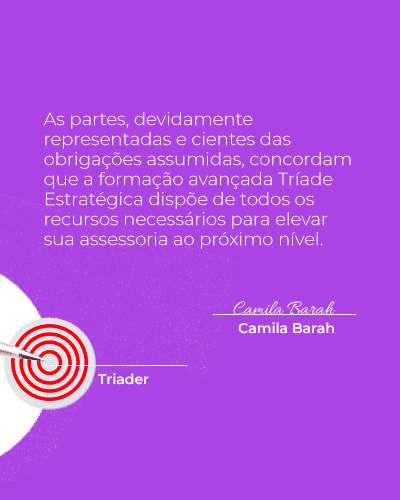 As partes, devidamente
representadas e cientes das
obrigações assumidas, concordam
que a formação avançada Tríade
Estratégica dispõe de todos os
recursos necessários para elevar
sua assessoria ao próximo nível.
Camila Barah
Camila Barah
Triader